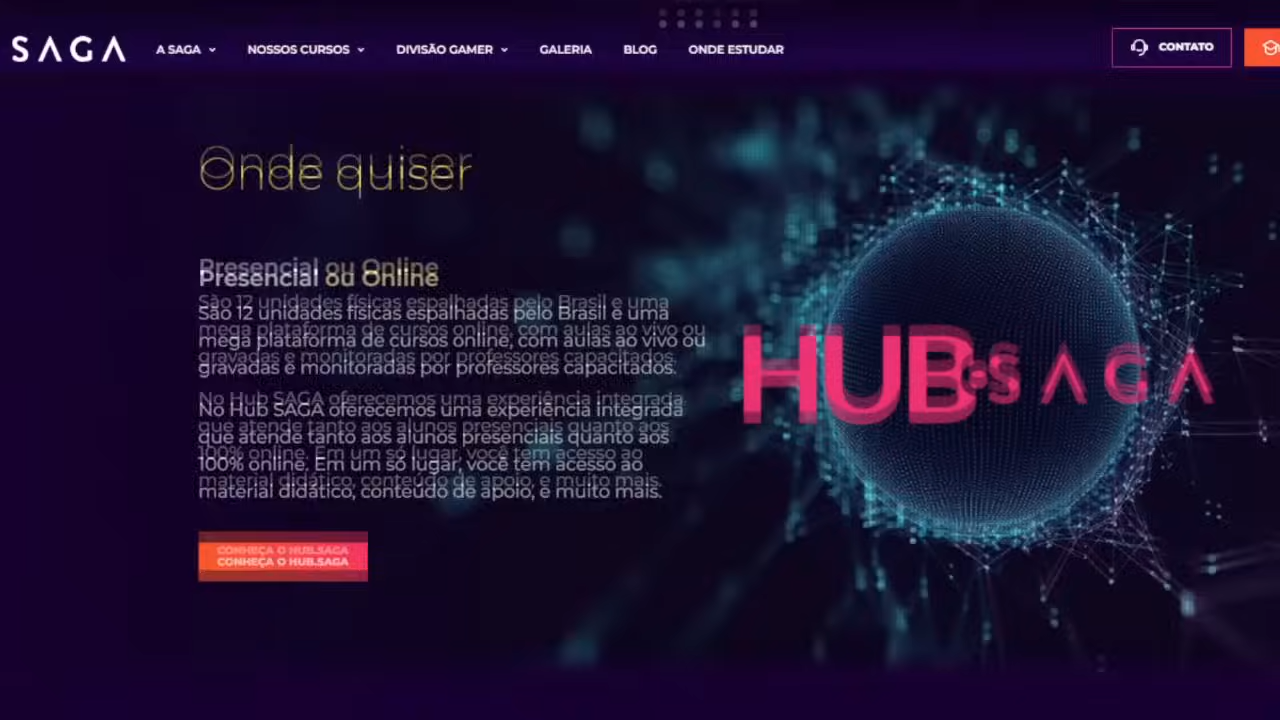 SAGA
A SAGA
NOSSOS CURSOS
DIVISÃO GAMER
GALERIA
BLOG
ONDE ESTUDAR
CONTATO
Onde quiser
Presencial ou Online
São 12 unidades físicas espalhadas pelo Brasil e uma
mega plataforma de cursos online, com aulas ao vivo ou
gravadas e monitoradas por professores capacitados.
No Hub SAGA oferecemos uma experiência integrada
que atende tanto aos alunos presenciais quanto aos
100% online. Em um só lugar, você tem acesso ao
material didático, conteúdo de apoio, e muito mais.
CONHEÇA O HUB.SAGA
HUB.SAGA